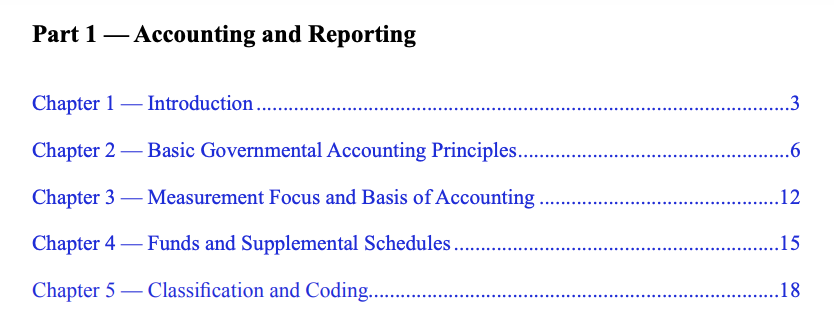 Part 1 — Accounting and Reporting
Chapter 1 — Introduction....................................................................................................3
Chapter 2 — Basic Governmental Accounting Principles...................................................6
Chapter 3 — Measurement Focus and Basis of Accounting.............................................12
Chapter 4 — Funds and Supplemental Schedules.............................................................15
Chapter 5 — Classification and Coding............................................................................18